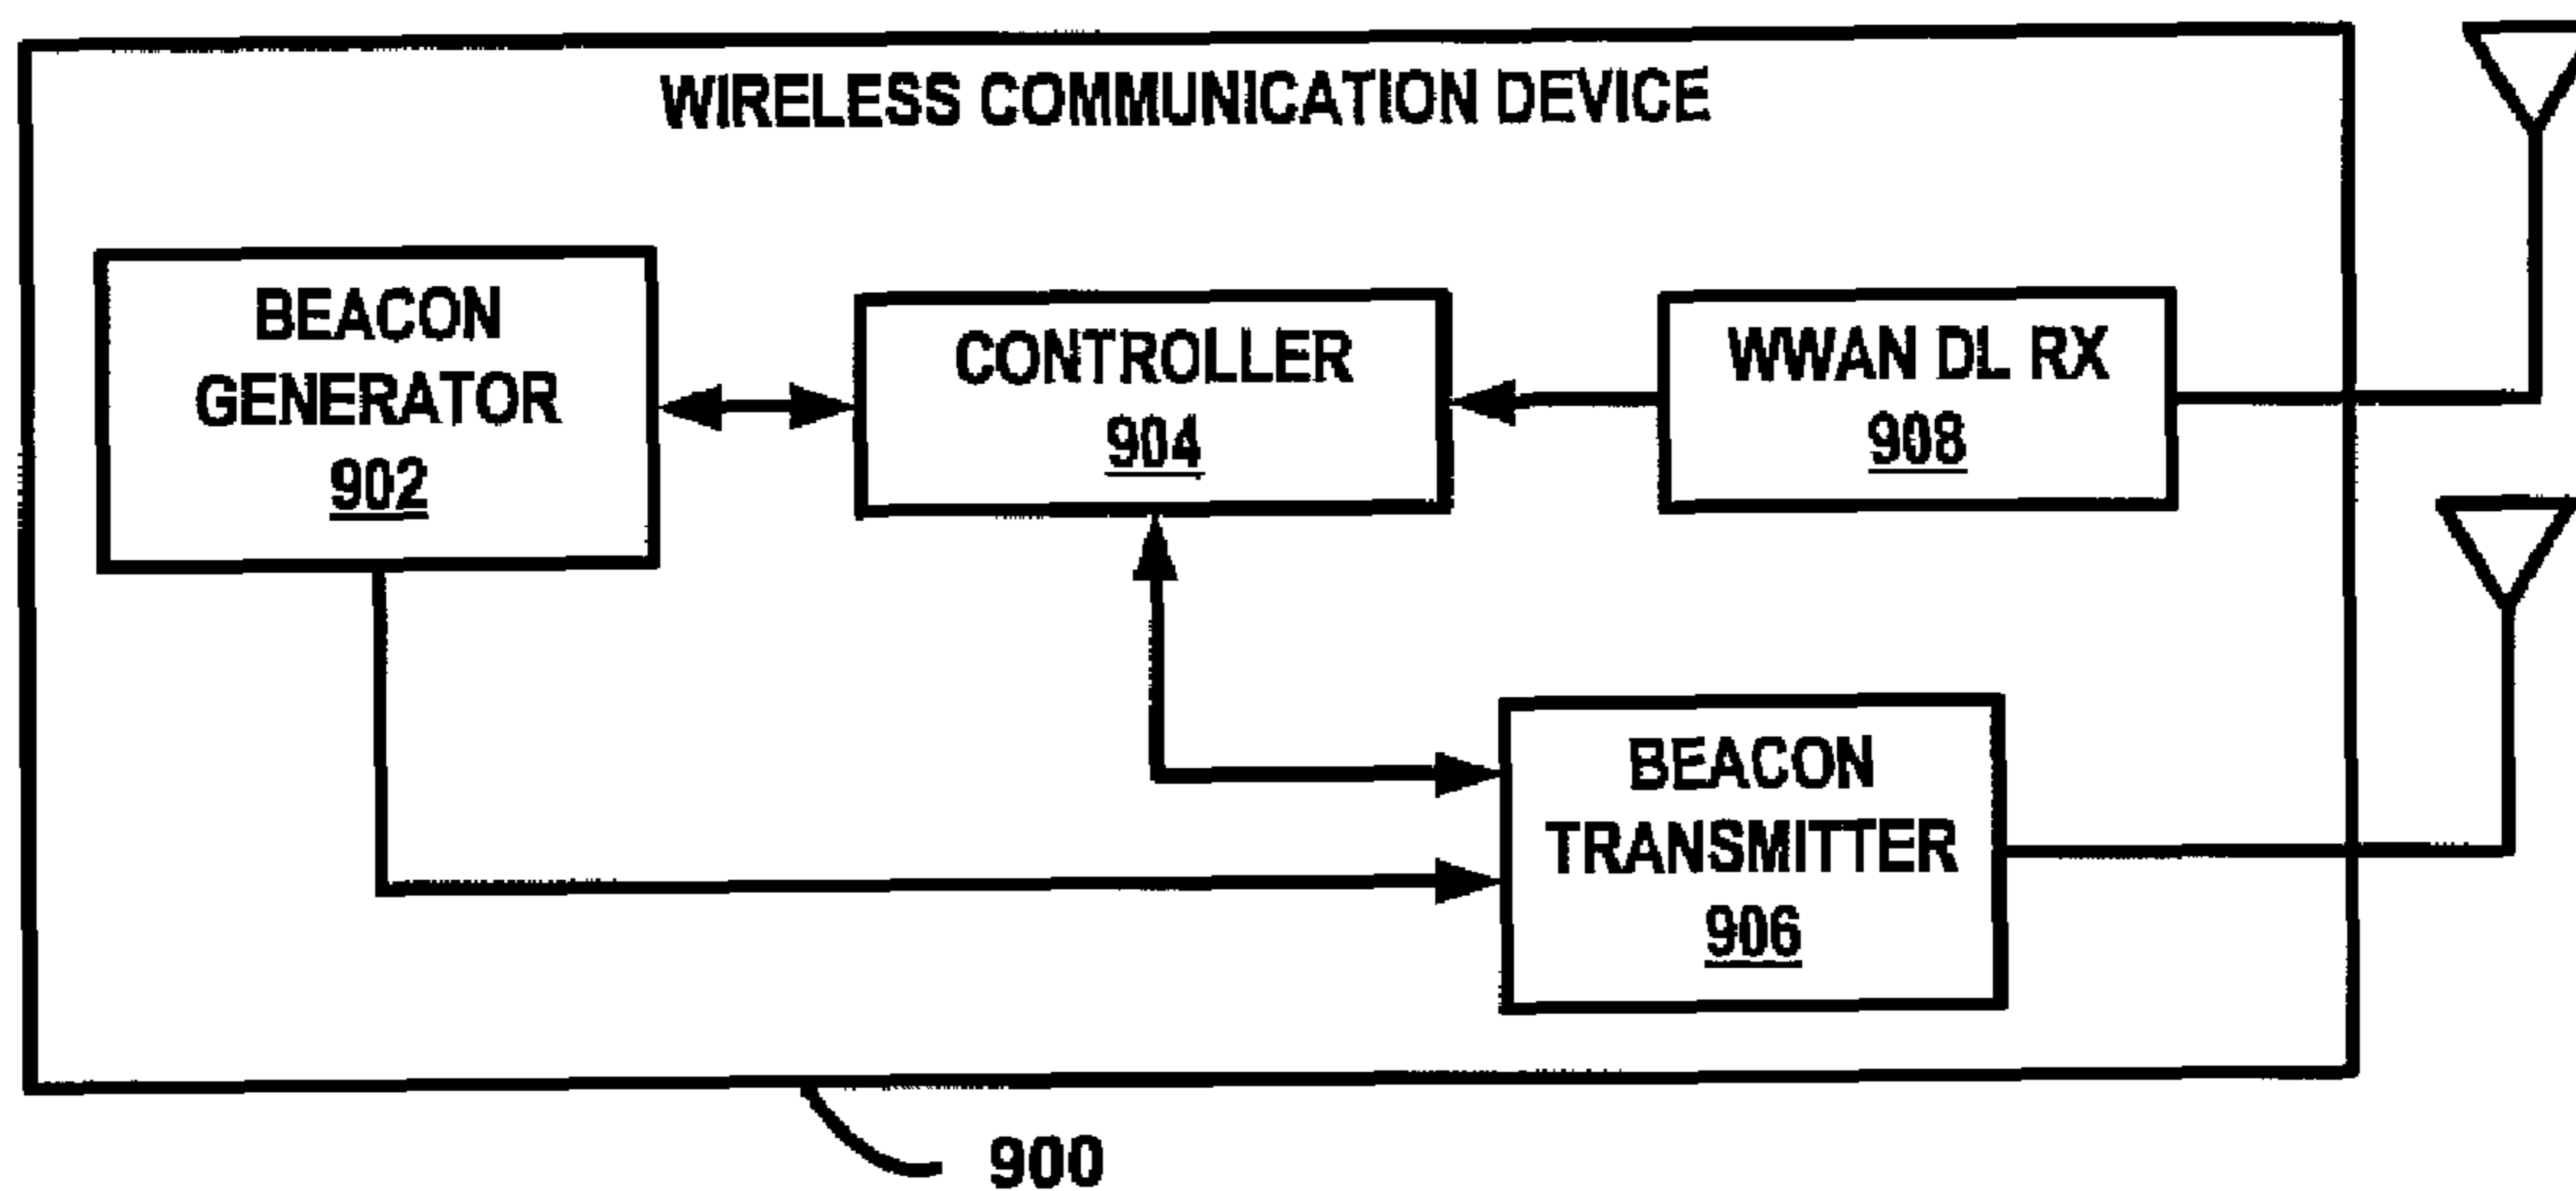 WIRELESS COMMUNICATION DEVICE
BEACON
GENERATOR
902
CONTROLLER
904
WWAN DL RX
908
BEACON
TRANSMITTER
906
900